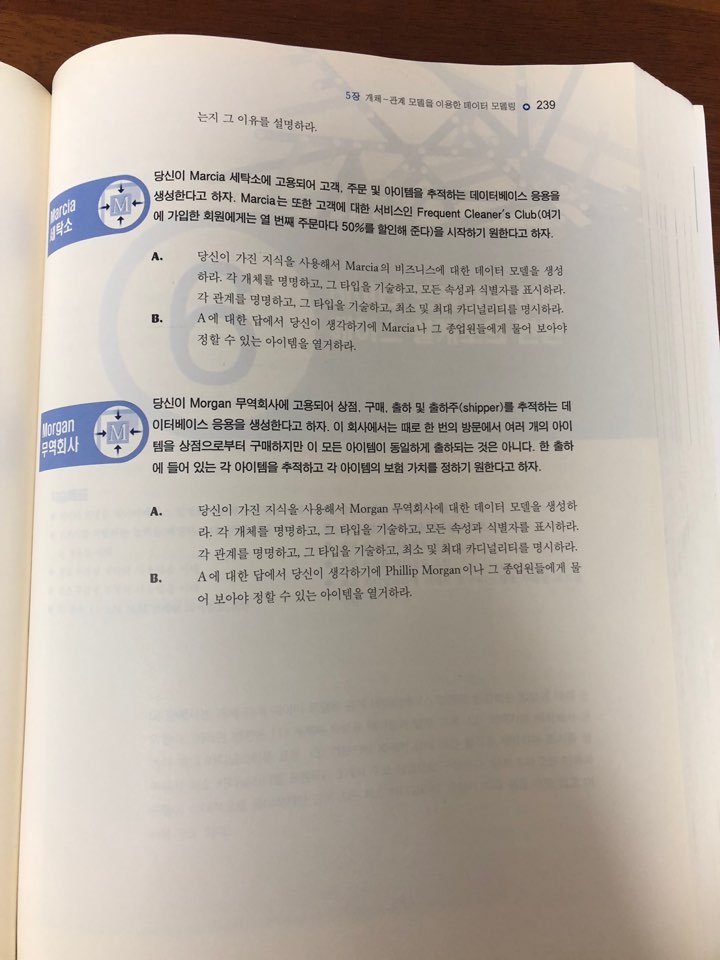 5장 개체-관계 모델을 이용한 데이터 모델링 239
는지 그 이유를 설명하라.
Marcia
세탁소
M
당신이 Marcia 세탁소에 고용되어 고객, 주문 및 아이템을 추적하는 데이터베이스 응용을
생성한다고 하자. Marcia는 또한 고객에 대한 서비스인 Frequent Cleaner's Club(여기
에 가입한 회원에게는 열 번째 주문마다 50%를 할인해 준다)을 시작하기 원한다고 하자.
A. 당신이 가진 지식을 사용해서 Marcia의 비즈니스에 대한 데이터 모델을 생성
하라. 각 개체를 명명하고, 그 타입을 기술하고, 모든 속성과 식별자를 표시하라.
각 관계를 명명하고, 그 타입을 기술하고, 최소 및 최대 카디널리티를 명시하라.
B. A에 대한 답에서 당신이 생각하기에 Marcia나 그 종업원들에게 물어 보아야
정할 수 있는 아이템을 열거하라.
Morgan
무역회사
M
당신이 Morgan 무역회사에 고용되어 상점, 구매, 출하 및 출하주(shipper)를 추적하는 데
이터베이스 응용을 생성한다고 하자. 이 회사에서는 때로 한 번의 방문에서 여러 개의 아이
템을 상점으로부터 구매하지만 이 모든 아이템이 동일하게 출하되는 것은 아니다. 한 출하
에 들어 있는 각 아이템을 추적하고 각 아이템의 보험 가치를 정하기 원한다고 하자.
A. 당신이 가진 지식을 사용해서 Morgan 무역회사에 대한 데이터 모델을 생성하
라. 각 개체를 명명하고, 그 타입을 기술하고, 모든 속성과 식별자를 표시하라.
각 관계를 명명하고, 그 타입을 기술하고, 최소 및 최대 카디널리티를 명시하라.
B. A에 대한 답에서 당신이 생각하기에 Phillip Morgan이나 그 종업원들에게 물
어 보아야 정할 수 있는 아이템을 열거하라.